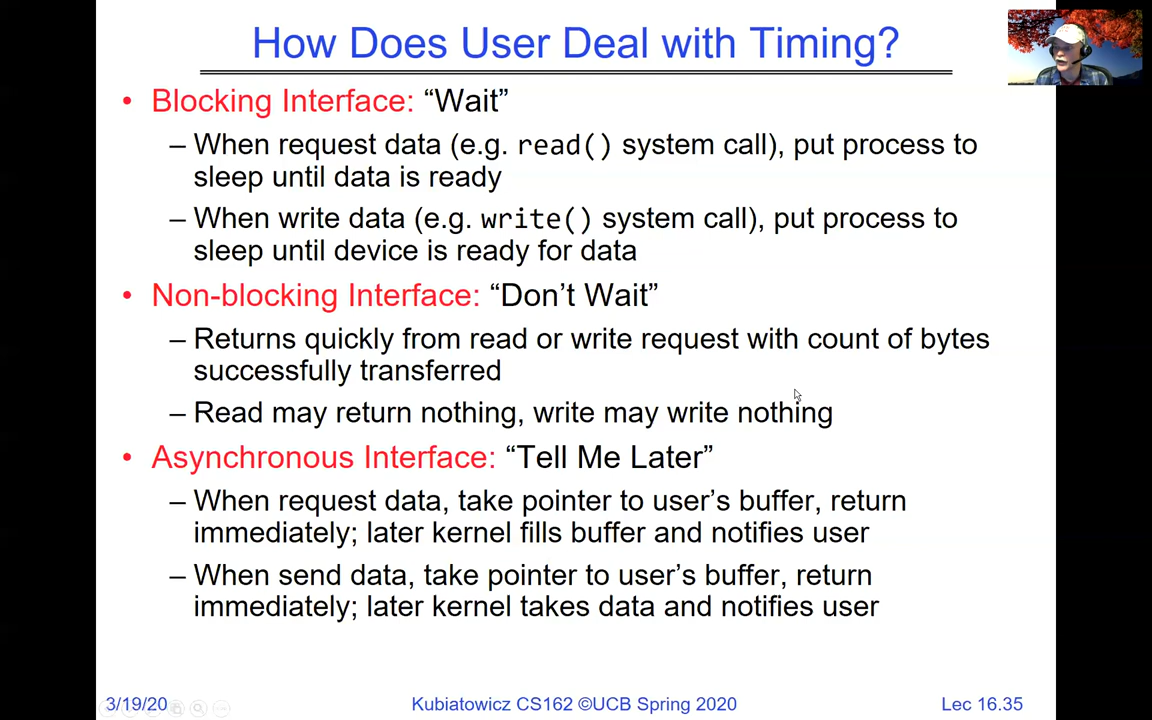 How Does User Deal with Timing?
• Blocking Interface: “Wait”
– When request data (e.g. read() system call), put process to
sleep until data is ready
– When write data (e.g. write() system call), put process to
sleep until device is ready for data
• Non-blocking Interface: “Don’t Wait”
– Returns quickly from read or write request with count of bytes
successfully transferred
– Read may return nothing, write may write nothing
• Asynchronous Interface: “Tell Me Later”
– When request data, take pointer to user’s buffer, return
immediately; later kernel fills buffer and notifies user
– When send data, take pointer to user’s buffer, return
immediately; later kernel takes data and notifies user
3/19/20 Kubiatowicz CS162 ©UCB Spring 2020 Lec 16.35